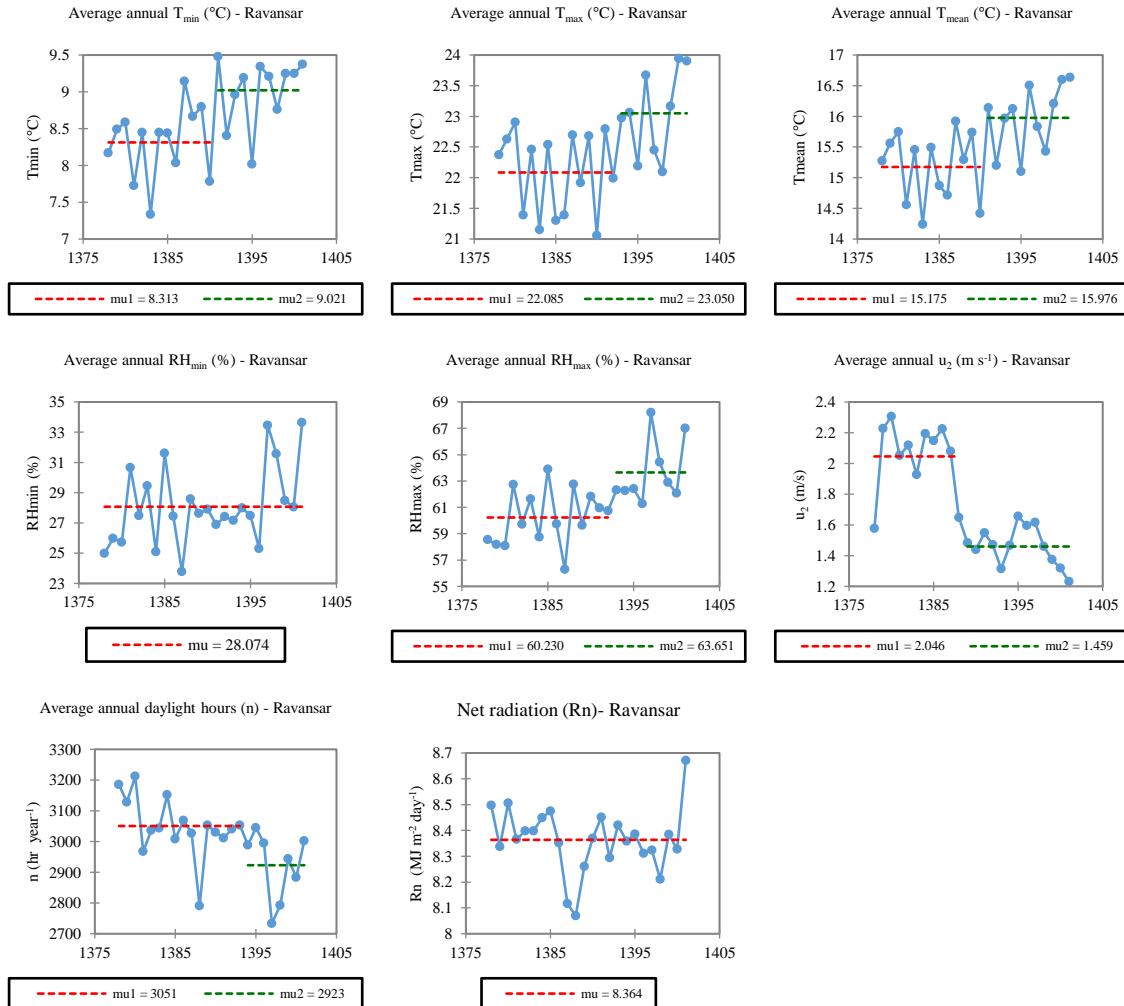 Average annual Tmin (°C) - Ravansar
Tmin (°C)
9.5
9
8.5
8
7.5
7
1375 1385 1395 1405
mu1 = 8.313 mu2 = 9.021
Average annual Tmax (°C) - Ravansar
Tmax (°C)
24
23
22
21
1375 1385 1395 1405
mu1 = 22.085 mu2 = 23.050
Average annual Tmean (°C) - Ravansar
Tmean (°C)
17
16.5
16
15.5
15
14.5
14
1375 1385 1395 1405
mu1 = 15.175 mu2 = 15.976
Average annual RHmin (%) - Ravansar
RHmin (%)
35
33
31
29
27
25
23
1375 1385 1395 1405
mu = 28.074
Average annual RHmax (%) - Ravansar
RHmax (%)
69
67
65
63
61
59
57
55
1375 1385 1395 1405
mu1 = 60.230 mu2 = 63.651
Average annual u2 (m s-1) - Ravansar
u2 (m/s)
2.4
2.2
2
1.8
1.6
1.4
1.2
1375 1385 1395 1405
mu1 = 2.046 mu2 = 1.459
Average annual daylight hours (n) - Ravansar
n (hr year-1)
3300
3200
3100
3000
2900
2800
2700
1375 1385 1395 1405
mu1 = 3051 mu2 = 2923
Net radiation (Rn)- Ravansar
Rn (MJ m-2 day-1)
8.7
8.6
8.5
8.4
8.3
8.2
8.1
8
1375 1385 1395 1405
mu = 8.364